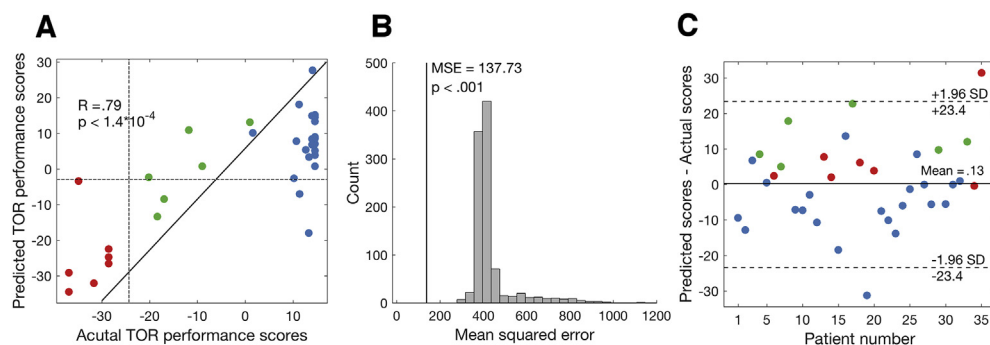 A
Predicted TOR performance scores
30
20
10
0
-10
-20
-30
R =.79
p < 1.4*10-4
-30
-20
-10
0
10
Acutal TOR performance scores
B
Count
500
400
300
200
100
0
MSE = 137.73
p < .001
0
200
400
600
800
1000
1200
Mean squared error
C
Predicted scores - Actual scores
30
20
10
0
-10
-20
-30
+1.96 SD
+23.4
Mean = .13
-1.96 SD
-23.4
1
5
10
15
20
25
30
35
Patient number